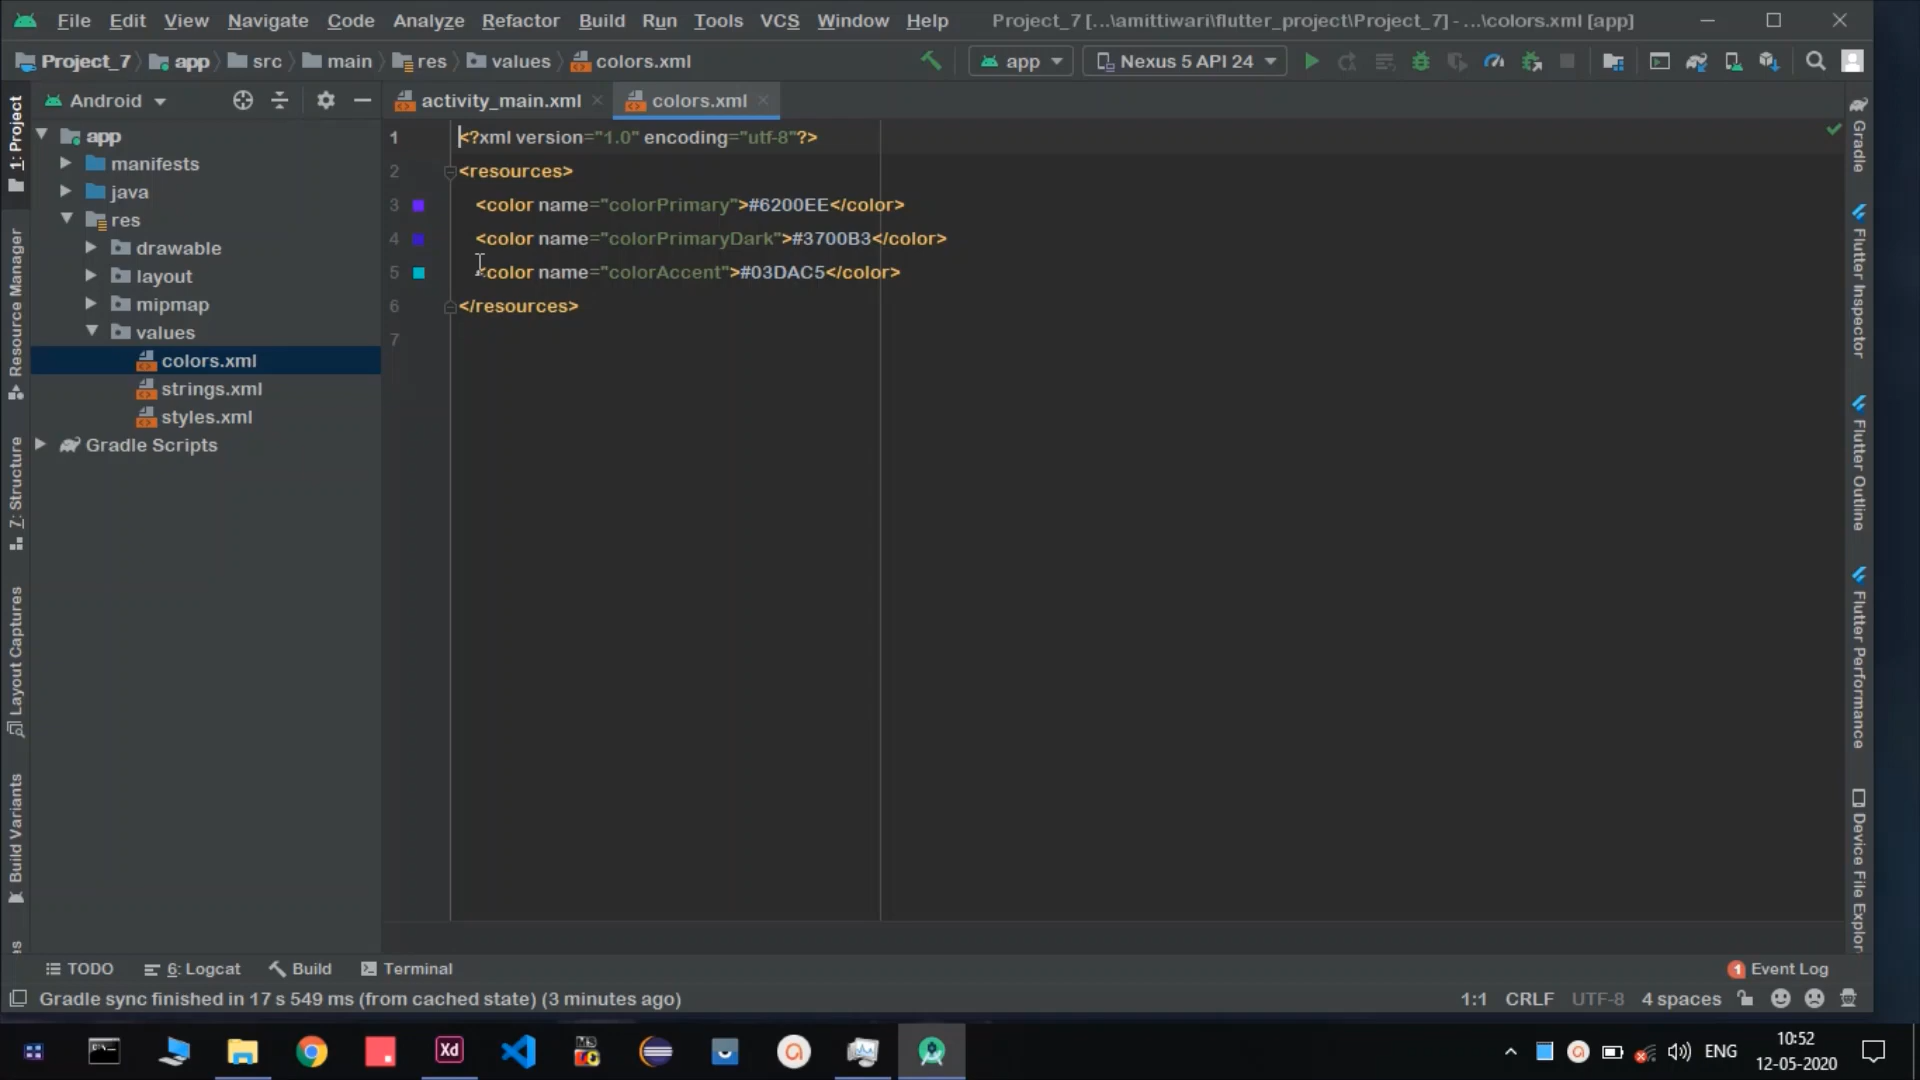 File Edit View Navigate Code Analyze Refactor Build Run Tools VCS Window Help Project_7 [...\amittiwari\flutter_project\Project_7] - ...\colors.xml [app]
Project_7 app src main res values colors.xml app Nexus 5 API 24
Android
activity_main.xml colors.xml
app
manifests
java
res
drawable
layout
mipmap
values
colors.xml
strings.xml
styles.xml
Gradle Scripts
1 <?xml version="1.0" encoding="utf-8"?>
2 <resources>
3 <color name="colorPrimary">#6200EE</color>
4 <color name="colorPrimaryDark">#3700B3</color>
5 <color name="colorAccent">#03DAC5</color>
6 </resources>
7
1: Project
Resource Manager
7: Structure
Layout Captures
Build Variants
Gradle
Flutter Inspector
Flutter Outline
Flutter Performance
Device File Explor
TODO 6: Logcat Build Terminal 1 Event Log
Gradle sync finished in 17 s 549 ms (from cached state) (3 minutes ago) 1:1 CRLF UTF-8 4 spaces
Xd
ENG
10:52
12-05-2020